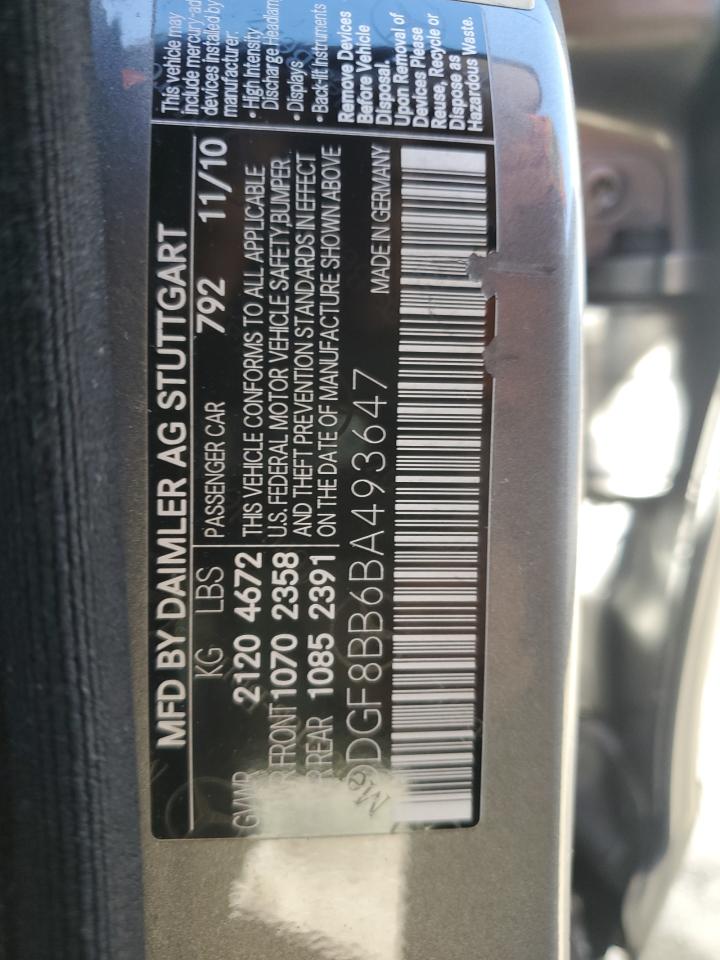 MFD BY DAIMLER AG STUTTGART
KG LBS PASSENGER CAR 792 11/10
GVWR 2120 4672
FRONT 1070 2358
REAR 1085 2391
THIS VEHICLE CONFORMS TO ALL APPLICABLE
U.S. FEDERAL MOTOR VEHICLE SAFETY, BUMPER,
AND THEFT PREVENTION STANDARDS IN EFFECT
ON THE DATE OF MANUFACTURE SHOWN ABOVE
DGF8BB6BA493647 MADE IN GERMANY
This vehicle may
include mercury-ad
devices installed by
manufacturer:
• High Intensity
Discharge Headlam
• Displays
• Back-lit Instruments
Remove Devices
Before Vehicle
Disposal.
Upon Removal of
Devices Please
Reuse, Recycle or
Dispose as
Hazardous Waste.